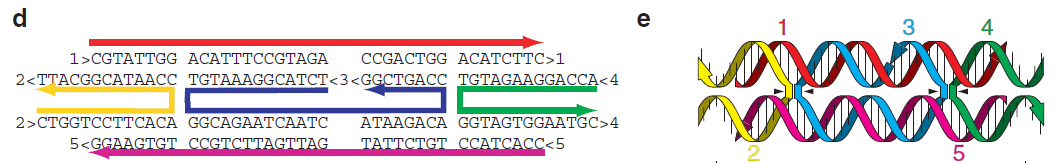 d
1>CGTATTGG ACATTTCCGTAGA CCGACTGG ACATCTTC>1
2<TTACGGCATAACC TGTAAAGGCATCT<3<GGCTGACC TGTAGAAGGACCA<4
2>CTGGTCCTTCACA GGCAGAATCAATC ATAAGACA GGTAGTGGAATGC>4
5<GGAAGTGT CCGTCTTAGTTAG TATTCTGT CCATCACC<5
e
1 3 4
2 5